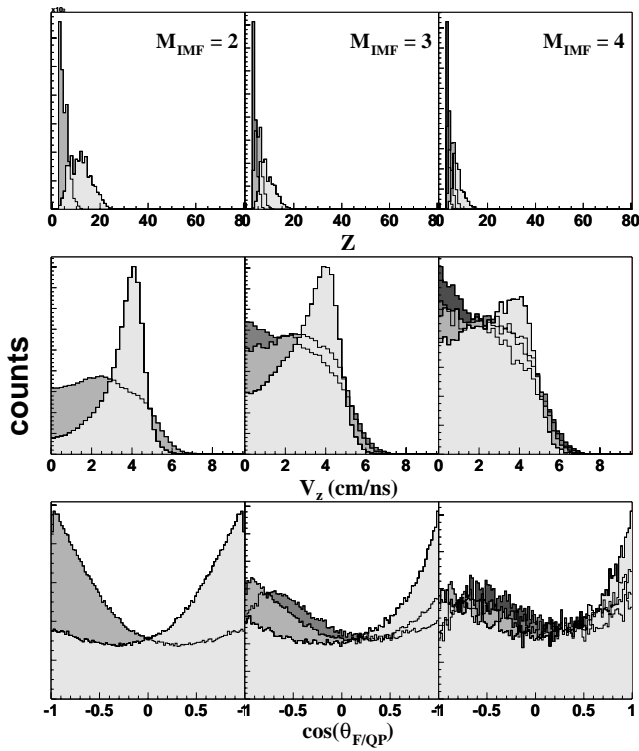 M_IMF = 2 M_IMF = 3 M_IMF = 4
0 20 40 60 80 0 20 40 60 80 0 20 40 60 80
Z
counts
0 2 4 6 8 0 2 4 6 8 0 2 4 6 8
V_z (cm/ns)
-1 -0.5 0 0.5 -1 -0.5 0 0.5 -1 -0.5 0 0.5 1
cos(θ_F/QP)